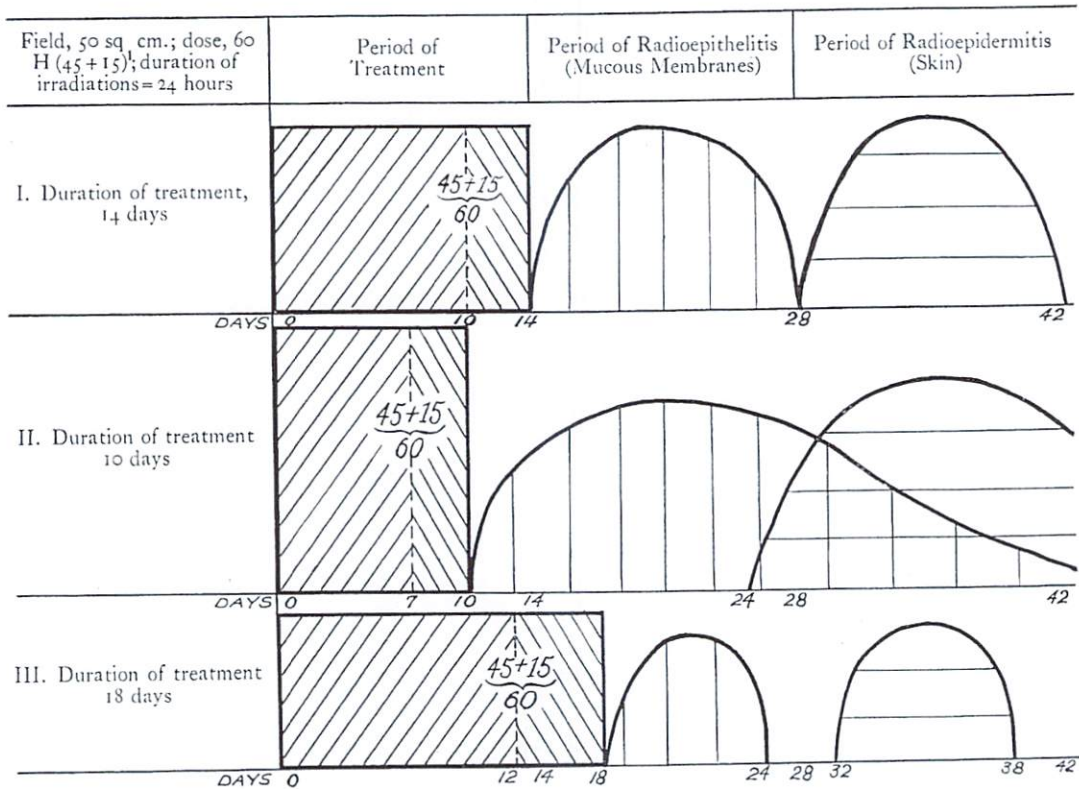 Field, 50 sq. cm.; dose, 60
H (45+15)¹; duration of
irradiations=24 hours
Period of
Treatment
Period of Radioepithelitis
(Mucous Membranes)
Period of Radioepidermitis
(Skin)
I. Duration of treatment,
14 days
45+15
60
DAYS 0 10 14 28 42
II. Duration of treatment
10 days
45+15
60
DAYS 0 7 10 14 24 28 42
III. Duration of treatment
18 days
45+15
60
DAYS 0 12 14 18 24 28 32 38 42